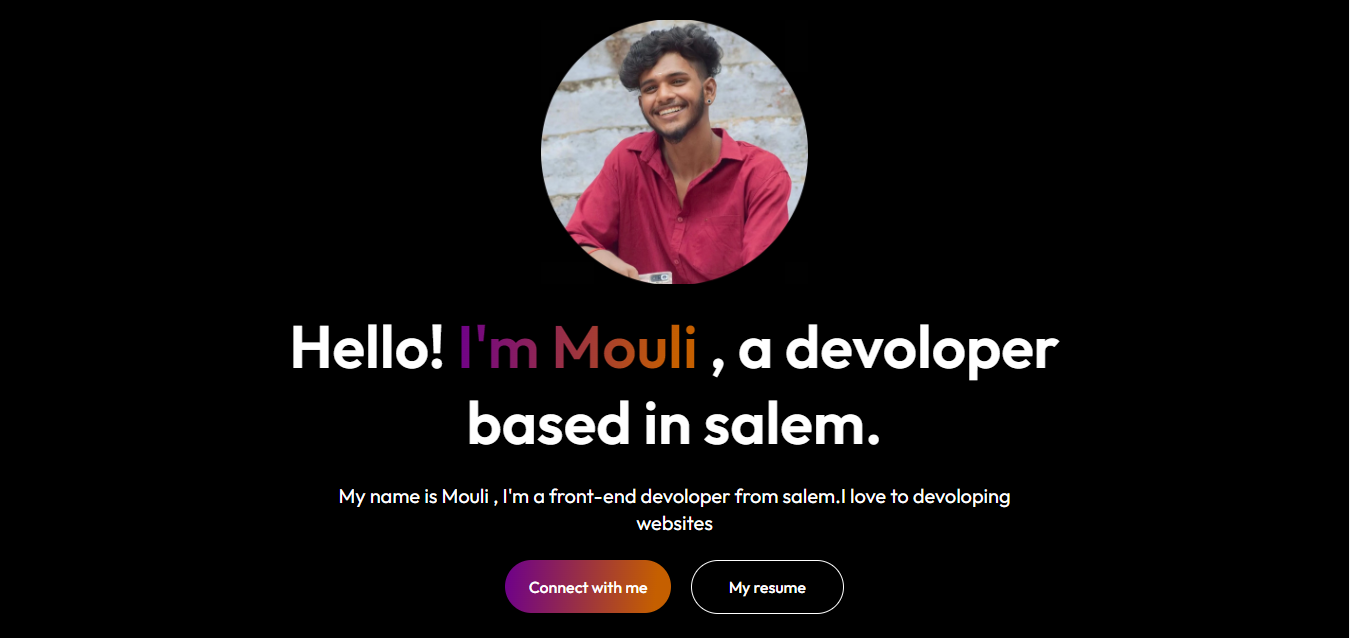 Hello! I'm Mouli , a devoloper
based in salem.
My name is Mouli , I'm a front-end devoloper from salem.I love to devoloping
websites
Connect with me
My resume